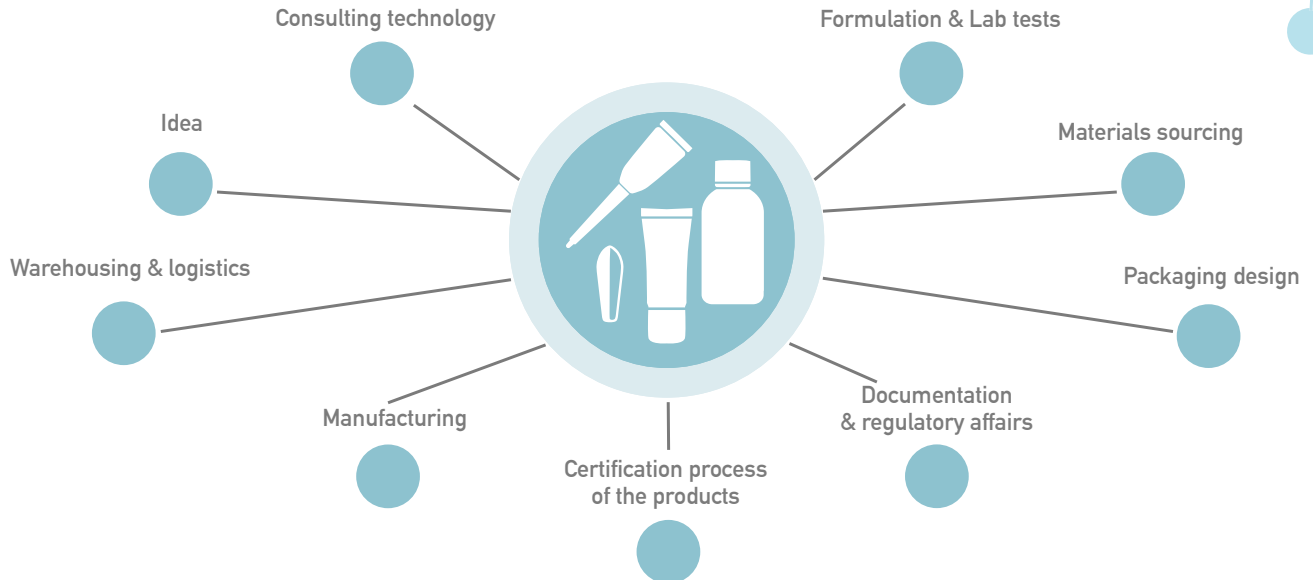 Consulting technology
Formulation & Lab tests
Idea
Materials sourcing
Warehousing & logistics
Packaging design
Manufacturing
Documentation
& regulatory affairs
Certification process
of the products